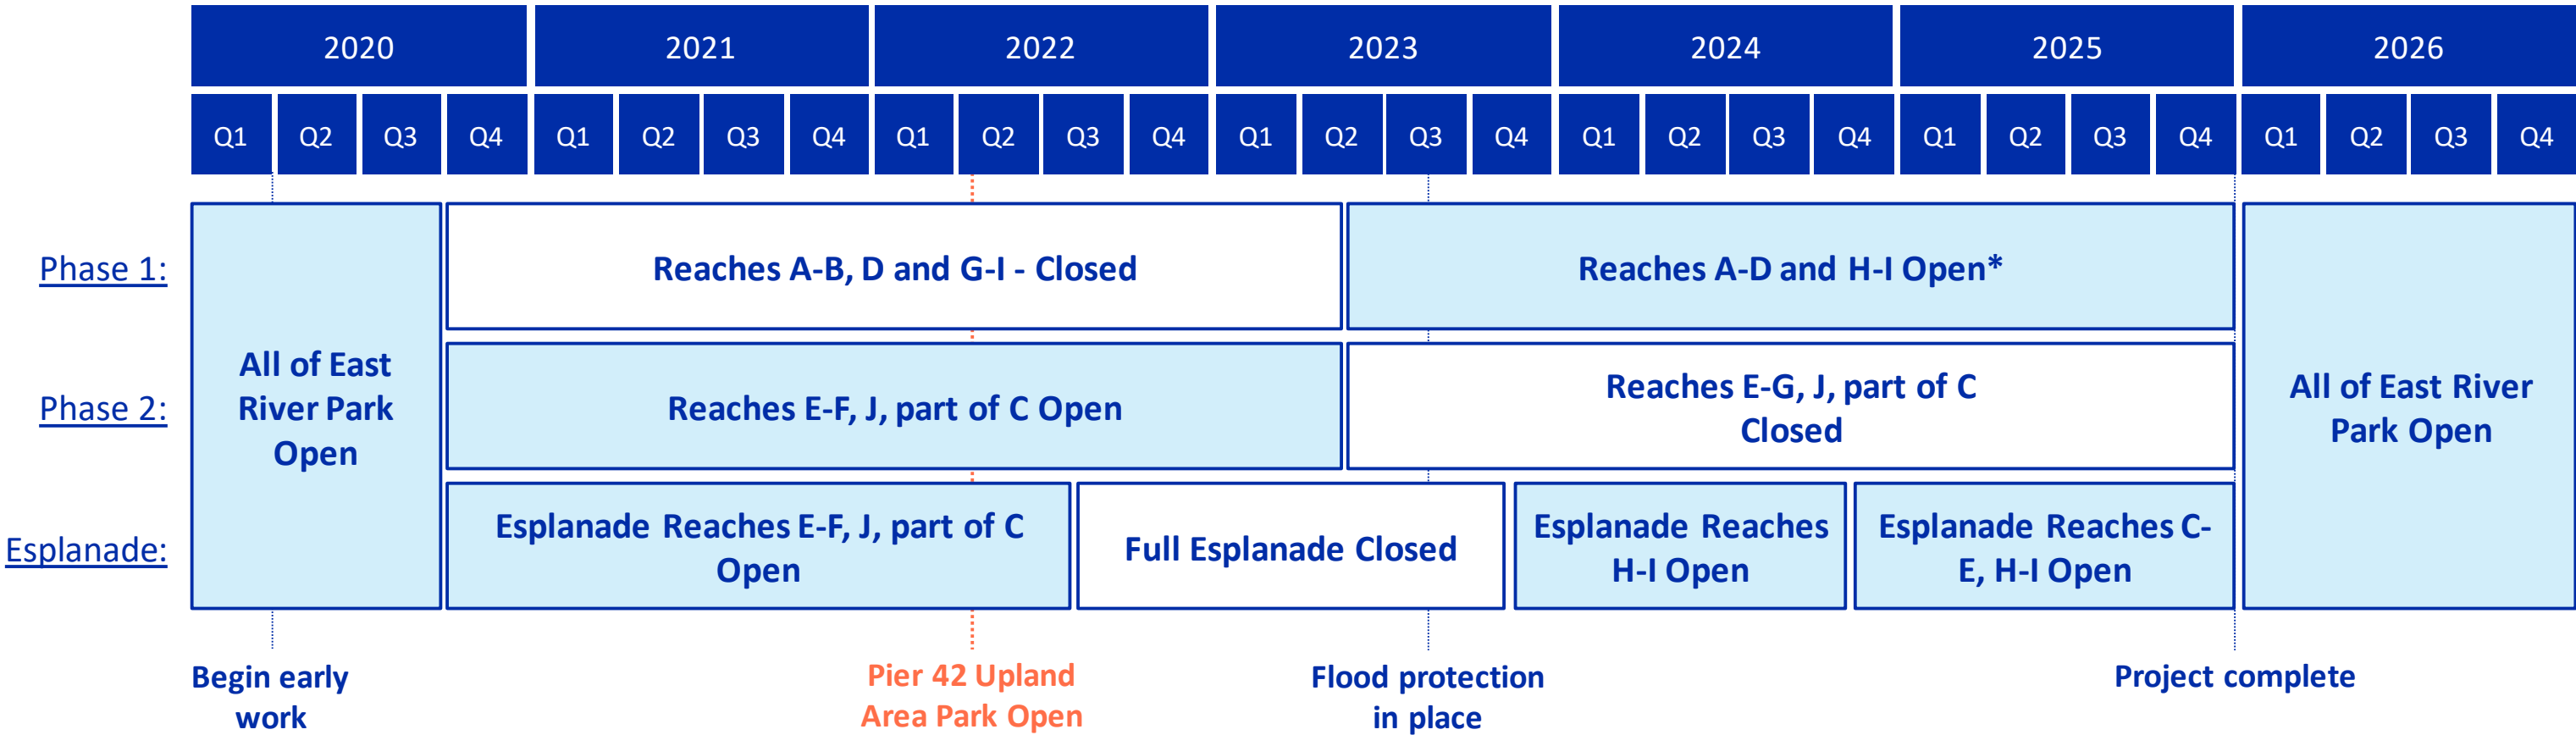 2020 2021 2022 2023 2024 2025 2026
Q1 Q2 Q3 Q4 Q1 Q2 Q3 Q4 Q1 Q2 Q3 Q4 Q1 Q2 Q3 Q4 Q1 Q2 Q3 Q4 Q1 Q2 Q3 Q4 Q1 Q2 Q3 Q4
Phase 1:
Phase 2:
Esplanade:
All of East
River Park
Open
Reaches A-B, D and G-I - Closed
Reaches A-D and H-I Open*
Reaches E-F, J, part of C Open
Reaches E-G, J, part of C
Closed
Esplanade Reaches E-F, J, part of C
Open
Full Esplanade Closed
Esplanade Reaches
H-I Open
Esplanade Reaches C-
E, H-I Open
All of East River
Park Open
Begin early
work
Pier 42 Upland
Area Park Open
Flood protection
in place
Project complete